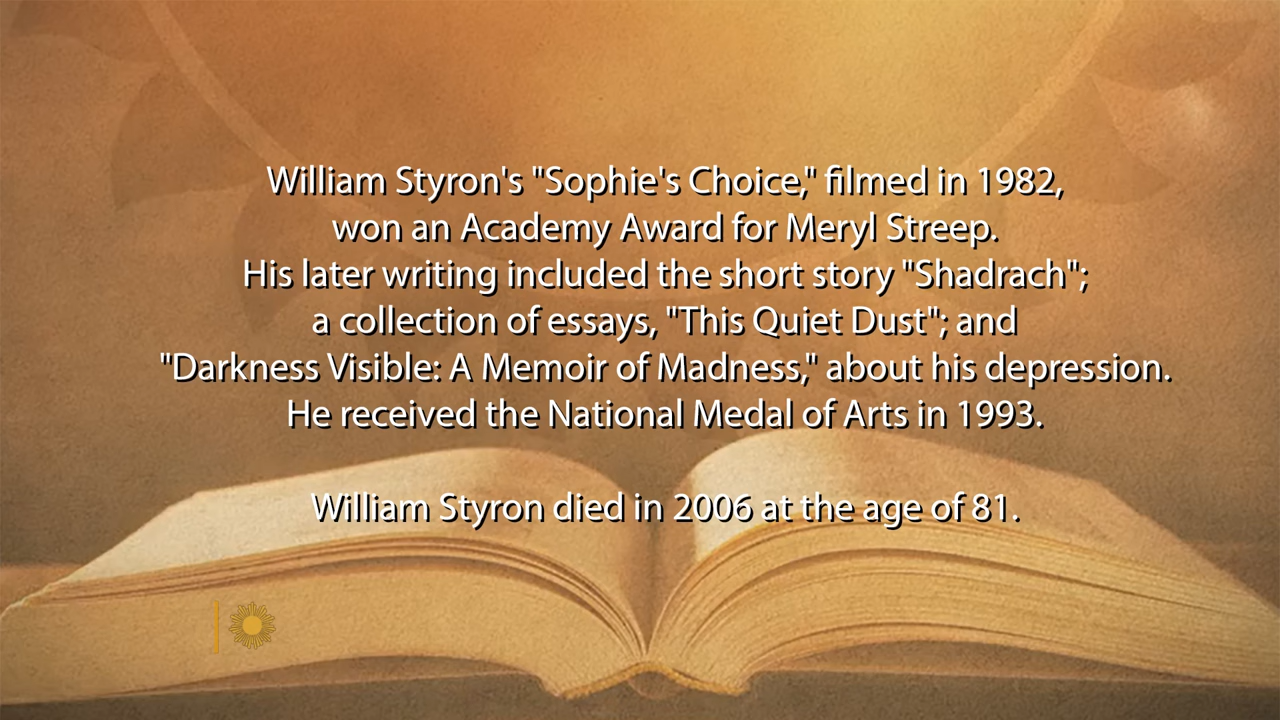 William Styron's "Sophie's Choice," filmed in 1982,
won an Academy Award for Meryl Streep.
His later writing included the short story "Shadrach";
a collection of essays, "This Quiet Dust"; and
"Darkness Visible: A Memoir of Madness," about his depression.
He received the National Medal of Arts in 1993.
William Styron died in 2006 at the age of 81.